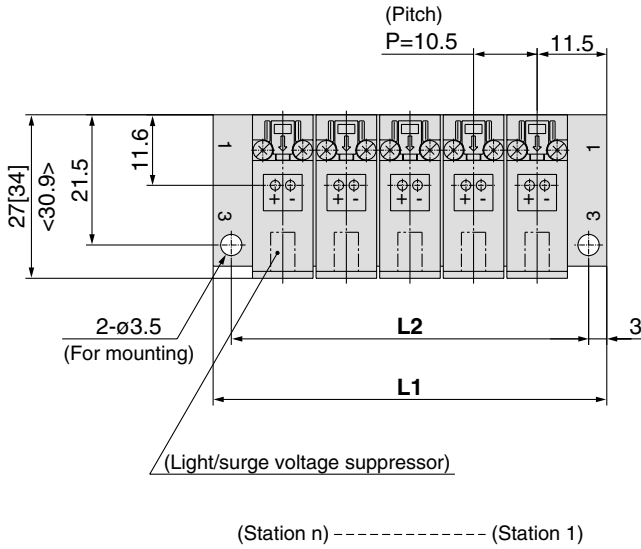 (Pitch)
P=10.5
11.5
27[34]
<30.9>
21.5
11.6
1
1
+ -
+ -
+ -
+ -
+ -
3
3
2-ø3.5
(For mounting)
L2
3
L1
(Light/surge voltage suppressor)
(Station n) -------------- (Station 1)